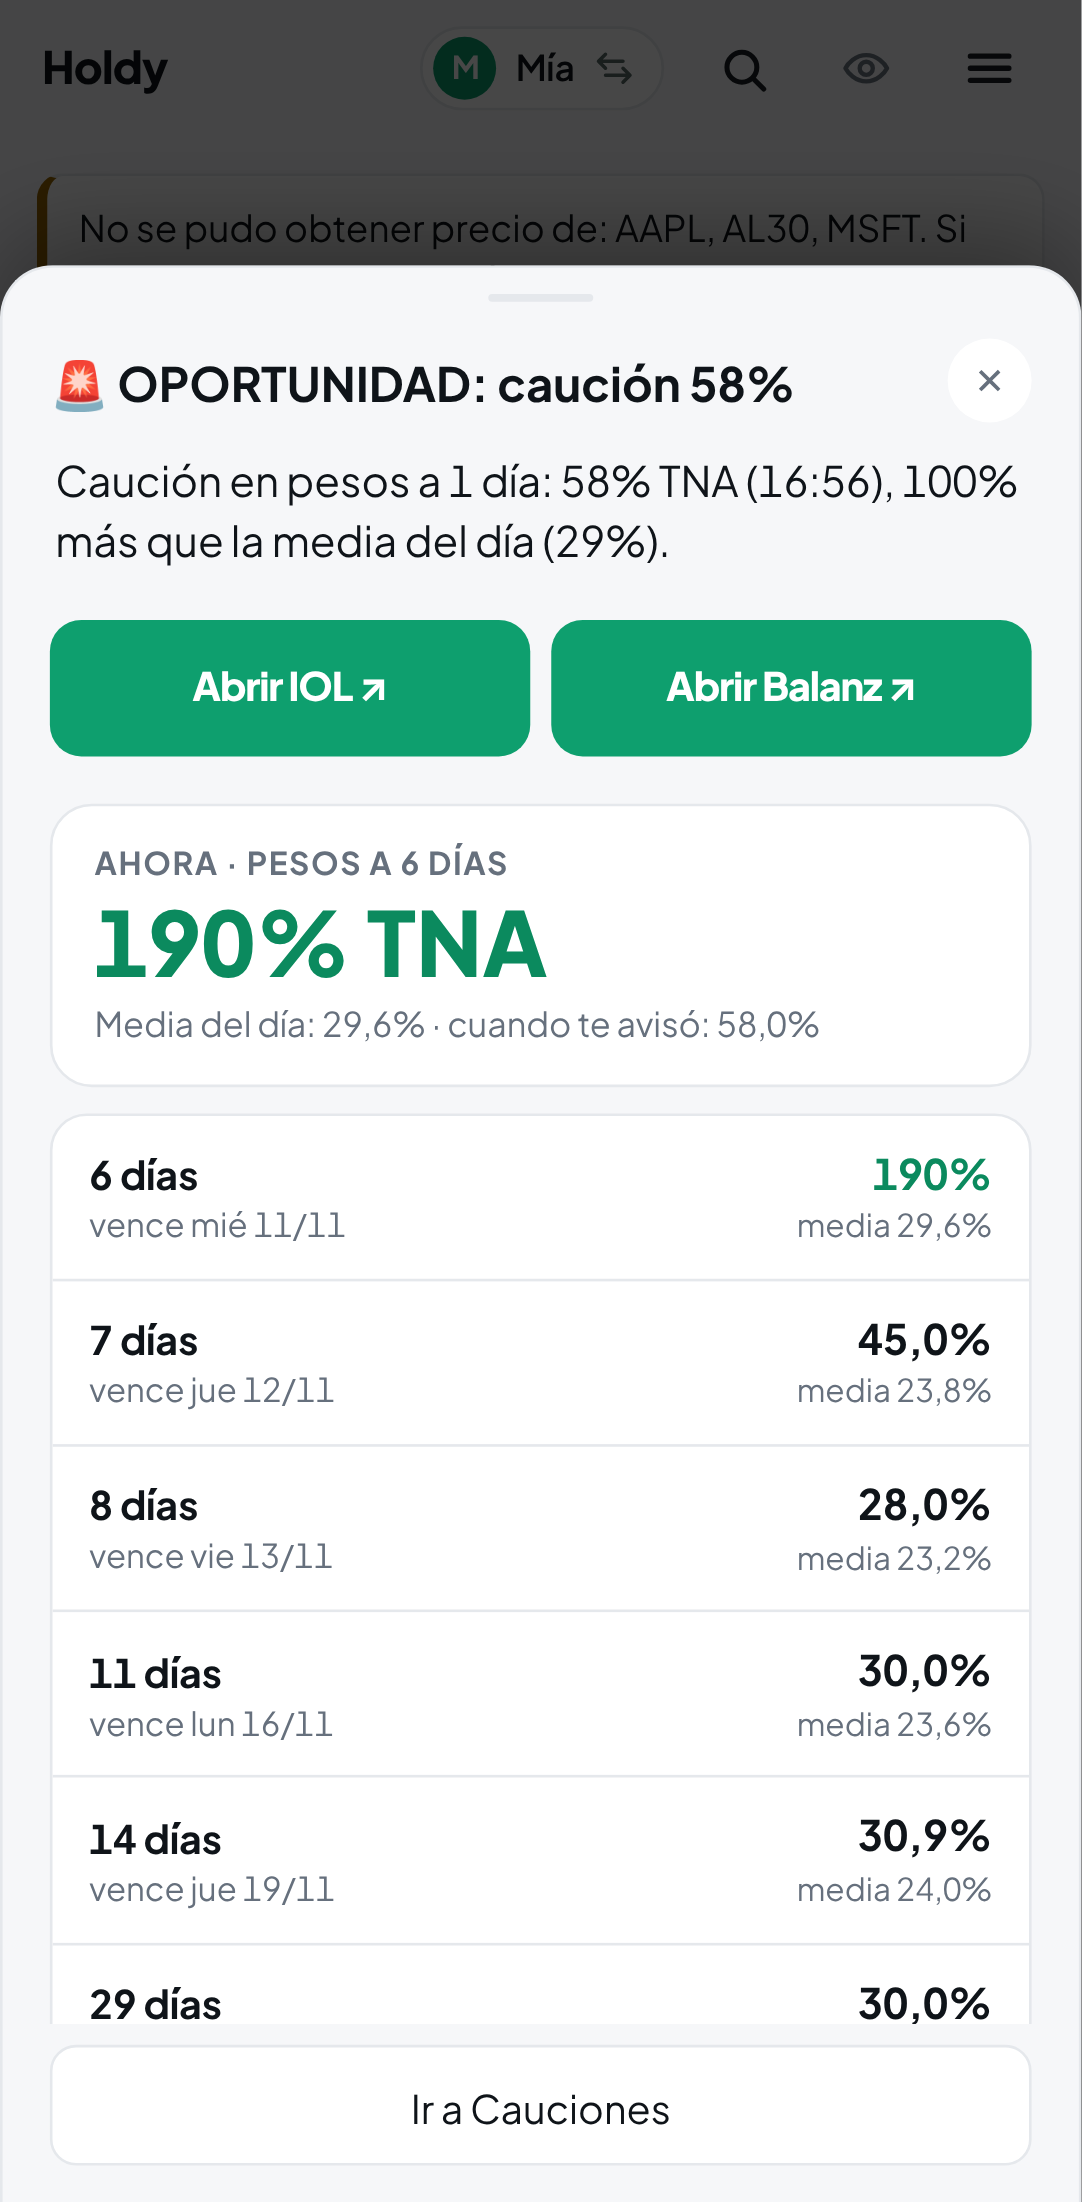 Holdy
M Mía
No se pudo obtener precio de: AAPL, AL30, MSFT. Si
🚨 OPORTUNIDAD: caución 58%
Caución en pesos a 1 día: 58% TNA (16:56), 100%
más que la media del día (29%).
Abrir IOL ↗ Abrir Balanz ↗
AHORA · PESOS A 6 DÍAS
190% TNA
Media del día: 29,6% · cuando te avisó: 58,0%
6 días 190%
vence mié 11/11 media 29,6%
7 días 45,0%
vence jue 12/11 media 23,8%
8 días 28,0%
vence vie 13/11 media 23,2%
11 días 30,0%
vence lun 16/11 media 23,6%
14 días 30,9%
vence jue 19/11 media 24,0%
29 días 30,0%
Ir a Cauciones